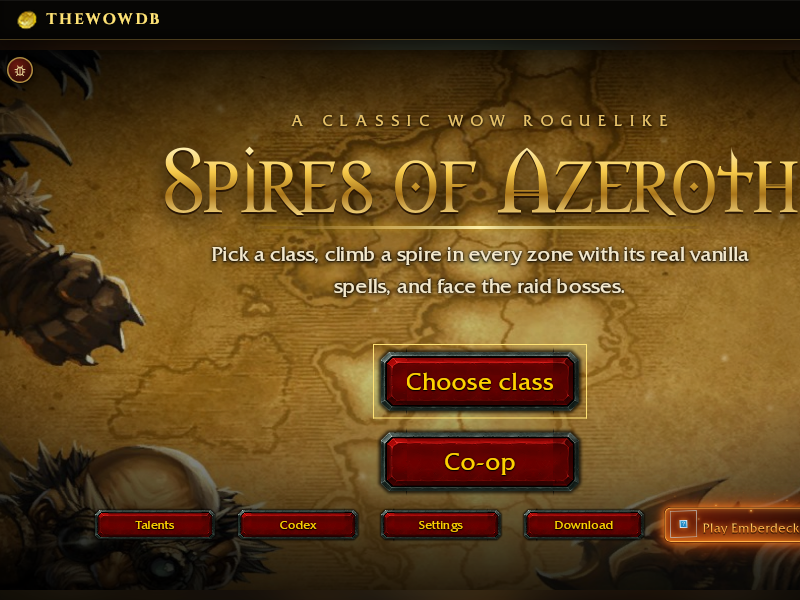 THEWOWDB
A CLASSIC WOW ROGUELIKE
SPIRES OF AZEROTH
Pick a class, climb a spire in every zone with its real vanilla
spells, and face the raid bosses.
Choose class
Co-op
Talents
Codex
Settings
Download
Play Emberdeck